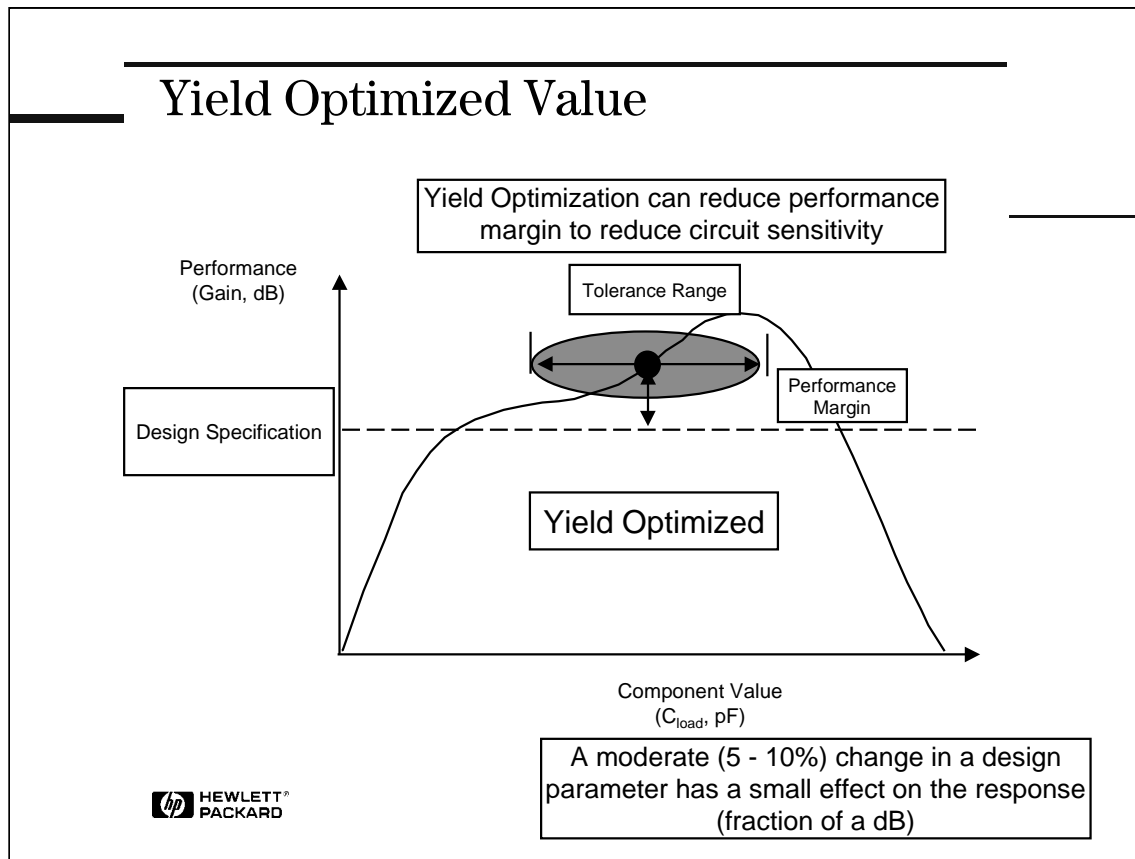 Yield Optimized Value
Yield Optimization can reduce performance
margin to reduce circuit sensitivity
Performance
(Gain, dB)
Tolerance Range
Performance
Margin
Design Specification
Yield Optimized
Component Value
(Cload, pF)
A moderate (5 - 10%) change in a design
parameter has a small effect on the response
(fraction of a dB)
hp HEWLETT®
PACKARD